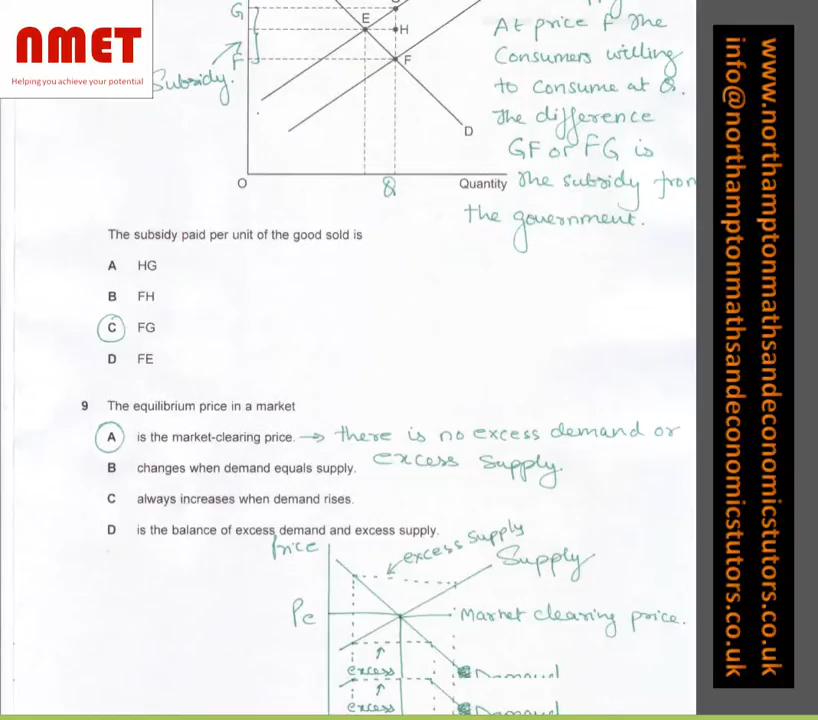 NMET
Helping you achieve your potential
G
E
H
F
F
Subsidy.
D
O
Q
Quantity
At price F the
Consumers willing
to consume at Q.
The difference
GF or FG is
the subsidy from
the government.
The subsidy paid per unit of the good sold is
A HG
B FH
C FG
D FE
9 The equilibrium price in a market
A is the market-clearing price. → there is no excess demand or
excess supply.
B changes when demand equals supply.
C always increases when demand rises.
D is the balance of excess demand and excess supply.
Price
excess supply
Supply
Pe
Market clearing price.
excess
Demand
excess
Demand
www.northamptonmathsandeconomicstutors.co.uk
info@northamptonmathsandeconomicstutors.co.uk